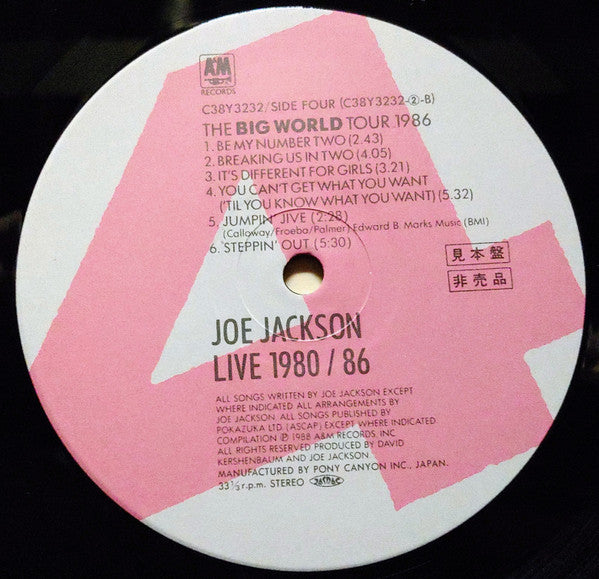 A&M
RECORDS
C38Y3232/SIDE FOUR (C38Y3232-②-B)
THE BIG WORLD TOUR 1986
1. BE MY NUMBER TWO (2.43)
2. BREAKING US IN TWO (4.05)
3. IT'S DIFFERENT FOR GIRLS (3.21)
4. YOU CAN'T GET WHAT YOU WANT
('TIL YOU KNOW WHAT YOU WANT) (5.32)
5. JUMPIN' JIVE (2:28)
(Calloway/Froeba/Palmer) Edward B. Marks Music (BMI)
6. STEPPIN' OUT (5:30)
見本盤
非売品
JOE JACKSON
LIVE 1980 / 86
ALL SONGS WRITTEN BY JOE JACKSON EXCEPT
WHERE INDICATED. ALL ARRANGEMENTS BY
JOE JACKSON. ALL SONGS PUBLISHED BY
POKAZUKA LTD. (ASCAP) EXCEPT WHERE INDICATED.
COMPILATION Ⓟ 1988 A&M RECORDS, INC
ALL RIGHTS RESERVED PRODUCED BY DAVID
KERSHENBAUM AND JOE JACKSON.
MANUFACTURED BY PONY CANYON INC., JAPAN.
33⅓ r.p.m. STEREO JASRAC